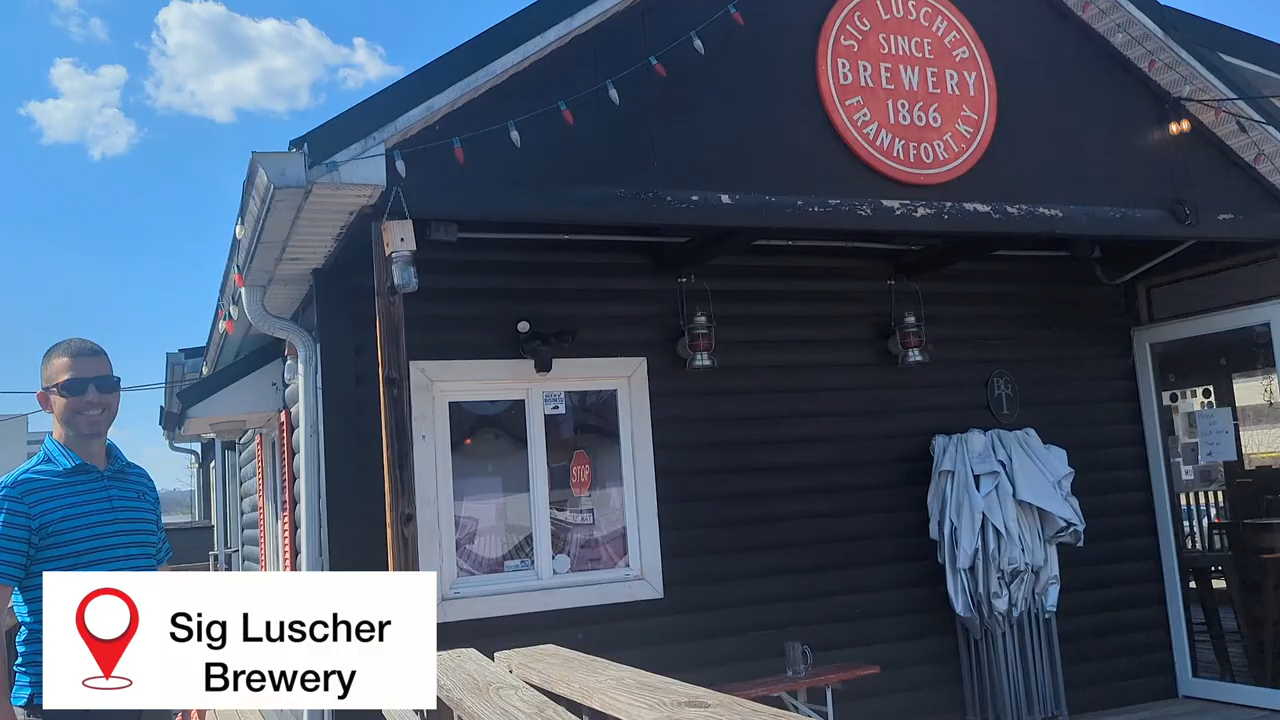 SIG LUSCHER
SINCE
BREWERY
1866
FRANKFORT, KY
BGT
STOP
Sig Luscher
Brewery